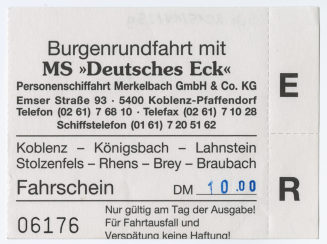 Burgenrundfahrt mit
MS »Deutsches Eck«
Personenschiffahrt Merkelbach GmbH & Co. KG
Emser Straße 93 · 5400 Koblenz-Pfaffendorf
Telefon (02 61) 7 68 10 · Telefax (02 61) 7 10 28
Schiffstelefon (01 61) 7 20 51 62
Koblenz – Königsbach – Lahnstein
Stolzenfels – Rhens – Brey – Braubach
Fahrschein DM 10.00
06176
Nur gültig am Tag der Ausgabe!
Für Fahrtausfall und
Verspätung keine Haftung!
E
R